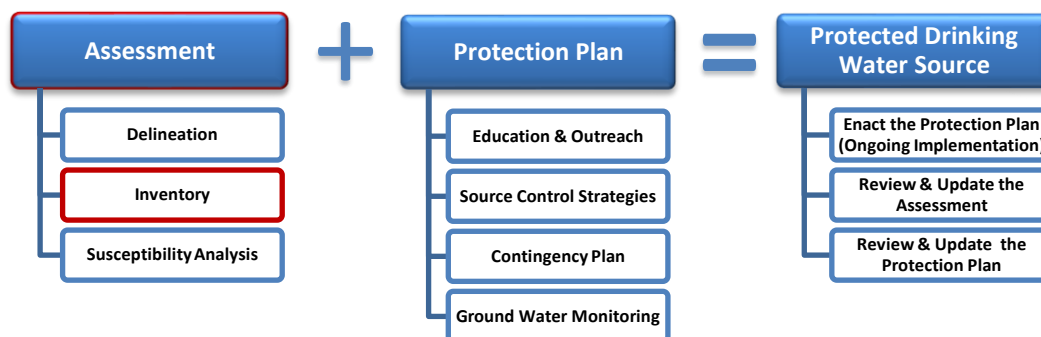 Assessment
Delineation
Inventory
Susceptibility Analysis
+
Protection Plan
Education & Outreach
Source Control Strategies
Contingency Plan
Ground Water Monitoring
=
Protected Drinking
Water Source
Enact the Protection Plan
(Ongoing Implementation)
Review & Update the
Assessment
Review & Update the
Protection Plan